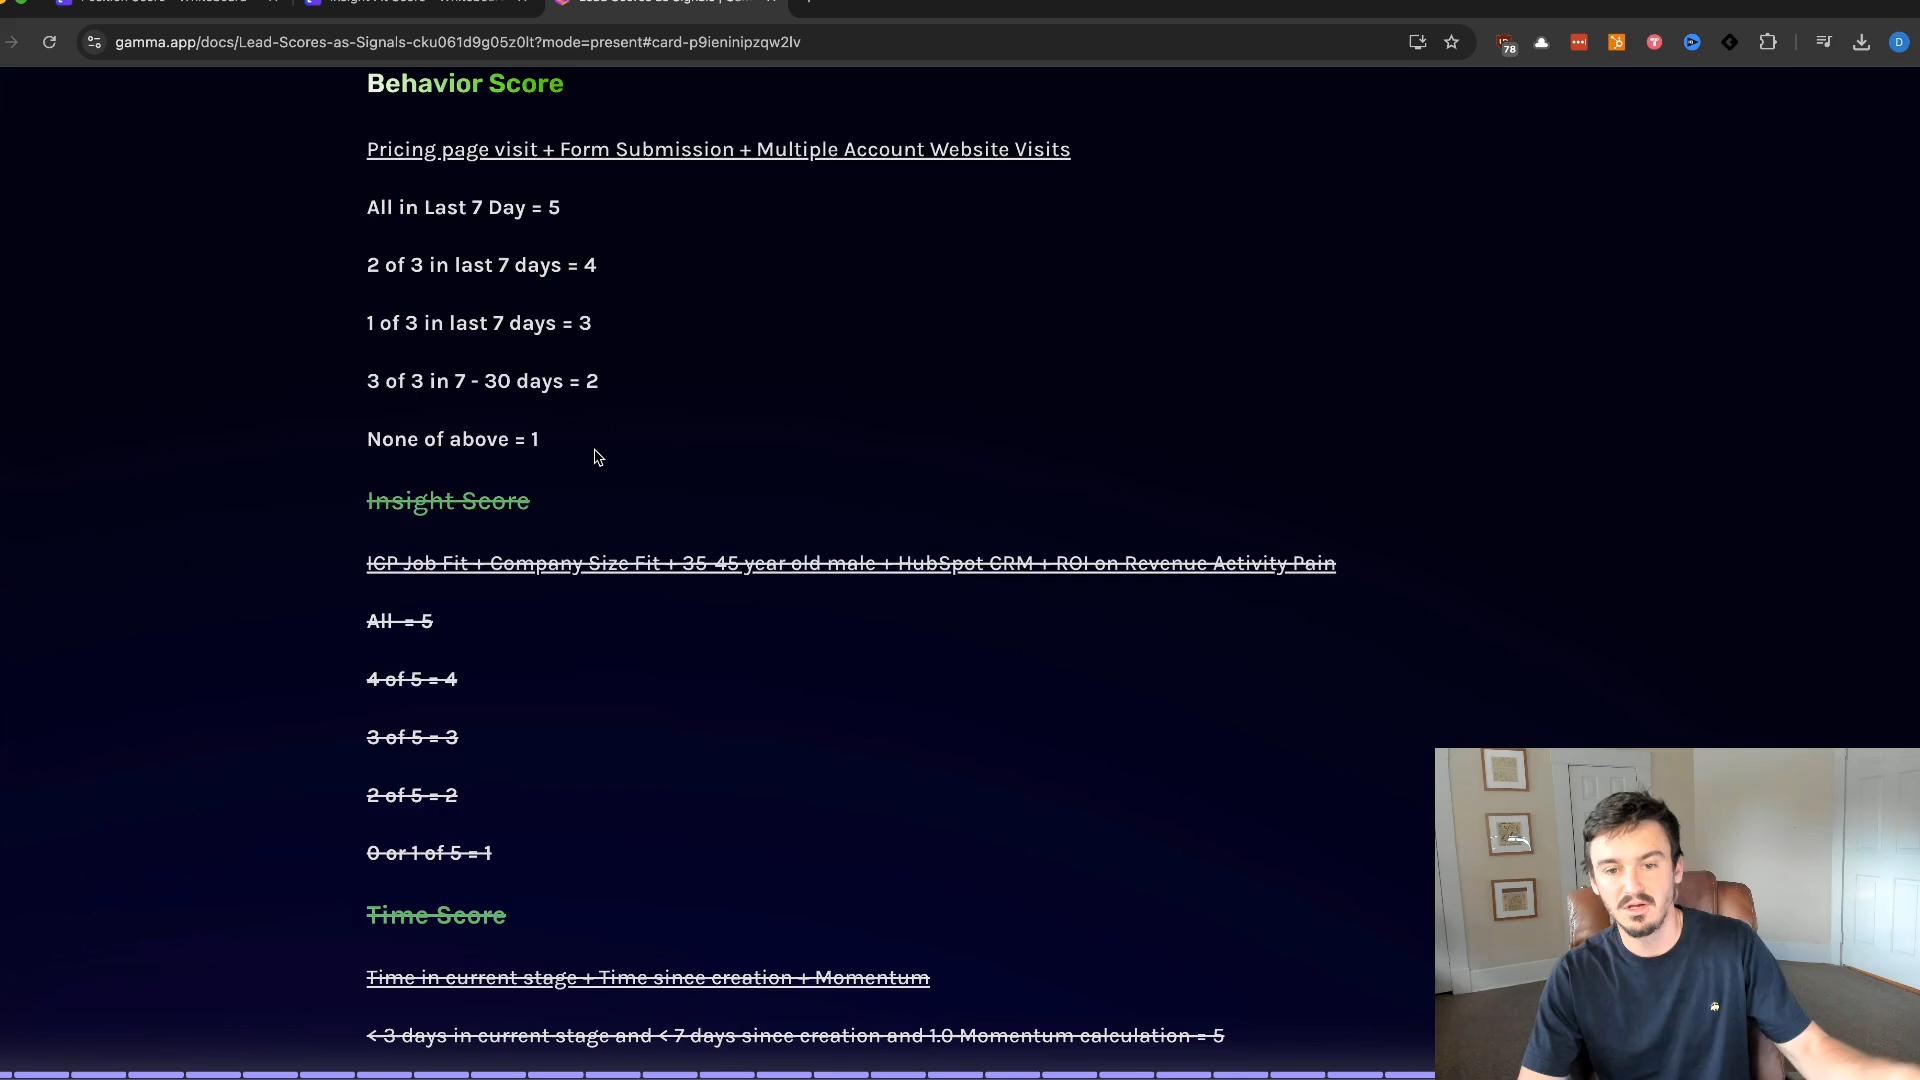 gamma.app/docs/Lead-Scores-as-Signals-cku061d9g05z0lt?mode=present#card-p9ieninipzqw2lv
78
D
Behavior Score
Pricing page visit + Form Submission + Multiple Account Website Visits
All in Last 7 Day = 5
2 of 3 in last 7 days = 4
1 of 3 in last 7 days = 3
3 of 3 in 7 - 30 days = 2
None of above = 1
Insight Score
ICP Job Fit + Company Size Fit + 35-45 year old male + HubSpot CRM + ROI on Revenue Activity Pain
All = 5
4 of 5 = 4
3 of 5 = 3
2 of 5 = 2
0 or 1 of 5 = 1
Time Score
Time in current stage + Time since creation + Momentum
< 3 days in current stage and < 7 days since creation and 1.0 Momentum calculation = 5